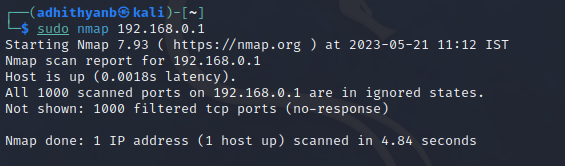 ┌──(adhithyanb㉿kali)-[~]
└─$ sudo nmap 192.168.0.1
Starting Nmap 7.93 ( https://nmap.org ) at 2023-05-21 11:12 IST
Nmap scan report for 192.168.0.1
Host is up (0.0018s latency).
All 1000 scanned ports on 192.168.0.1 are in ignored states.
Not shown: 1000 filtered tcp ports (no-response)
Nmap done: 1 IP address (1 host up) scanned in 4.84 seconds